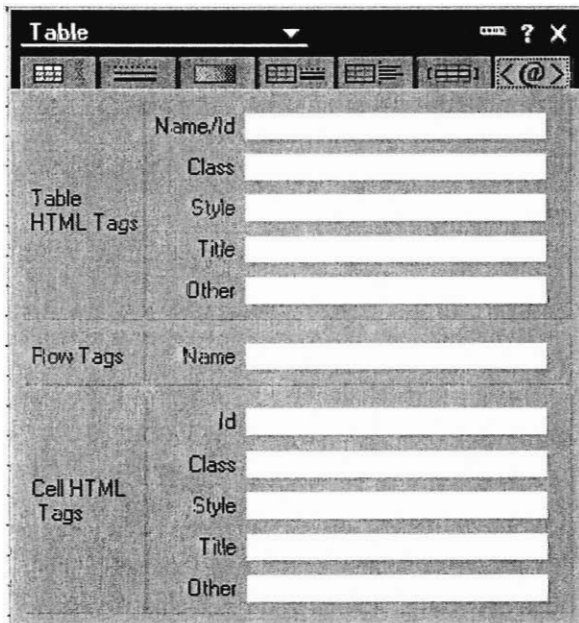 Table ?
<@>
Name/Id
Class
Table
HTML Tags
Style
Title
Other
Row Tags Name
Id
Class
Cell HTML
Tags
Style
Title
Other